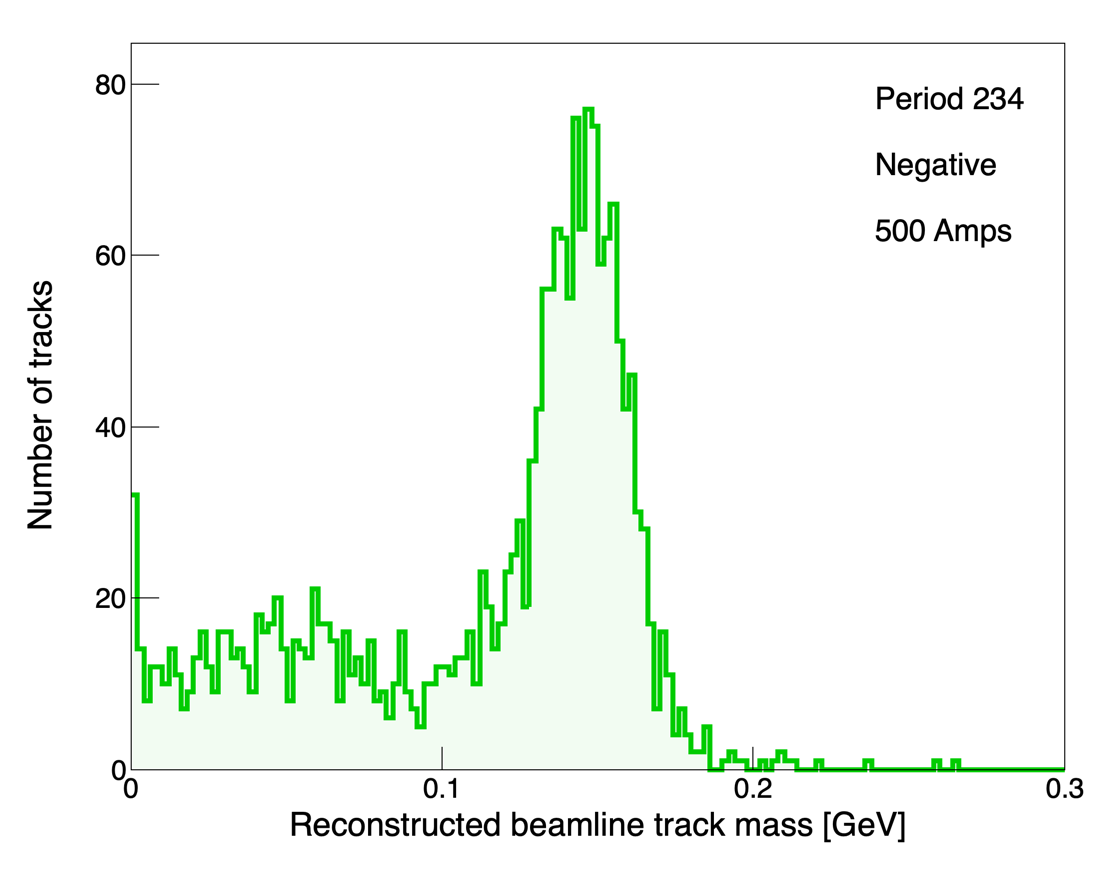 80
60
40
20
0
Number of tracks
Period 234
Negative
500 Amps
0 0.1 0.2 0.3
Reconstructed beamline track mass [GeV]